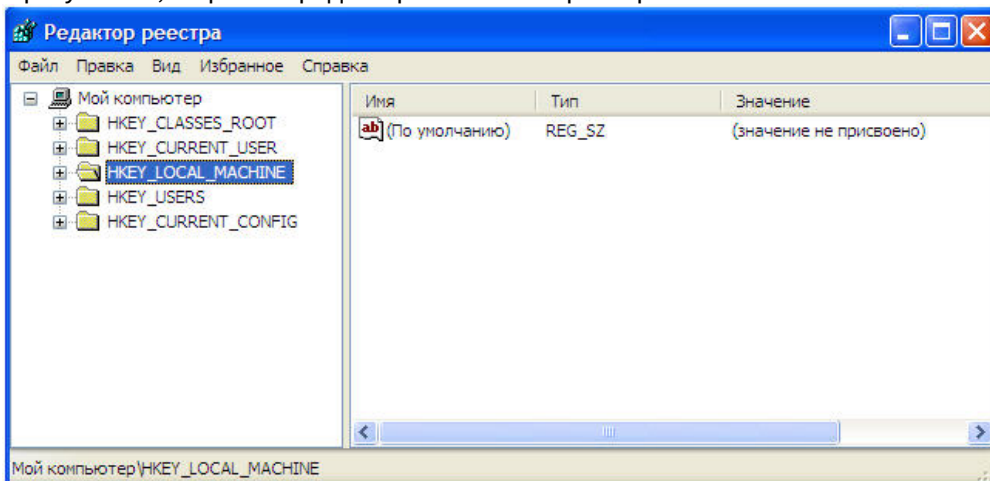 Редактор реестра
Файл Правка Вид Избранное Справка
Мой компьютер
HKEY_CLASSES_ROOT
HKEY_CURRENT_USER
HKEY_LOCAL_MACHINE
HKEY_USERS
HKEY_CURRENT_CONFIG
Имя Тип Значение
ab (По умолчанию) REG_SZ (значение не присвоено)
Мой компьютер\HKEY_LOCAL_MACHINE